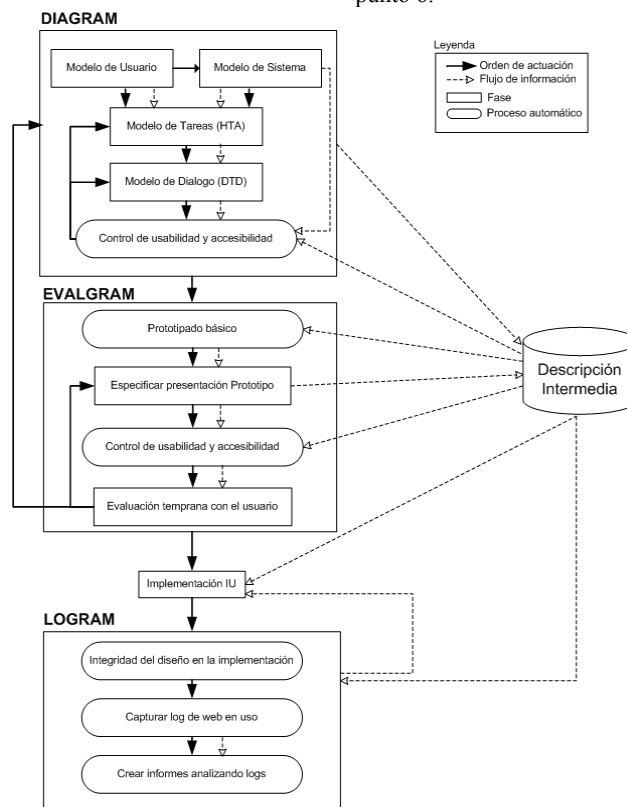 punto 6.
DIAGRAM
Leyenda
Orden de actuación
Flujo de información
Fase
Proceso automático
Modelo de Usuario
Modelo de Sistema
Modelo de Tareas (HTA)
Modelo de Dialogo (DTD)
Control de usabilidad y accesibilidad
EVALGRAM
Prototipado básico
Especificar presentación Prototipo
Control de usabilidad y accesibilidad
Evaluación temprana con el usuario
Descripción
Intermedia
Implementación IU
LOGRAM
Integridad del diseño en la implementación
Capturar log de web en uso
Crear informes analizando logs